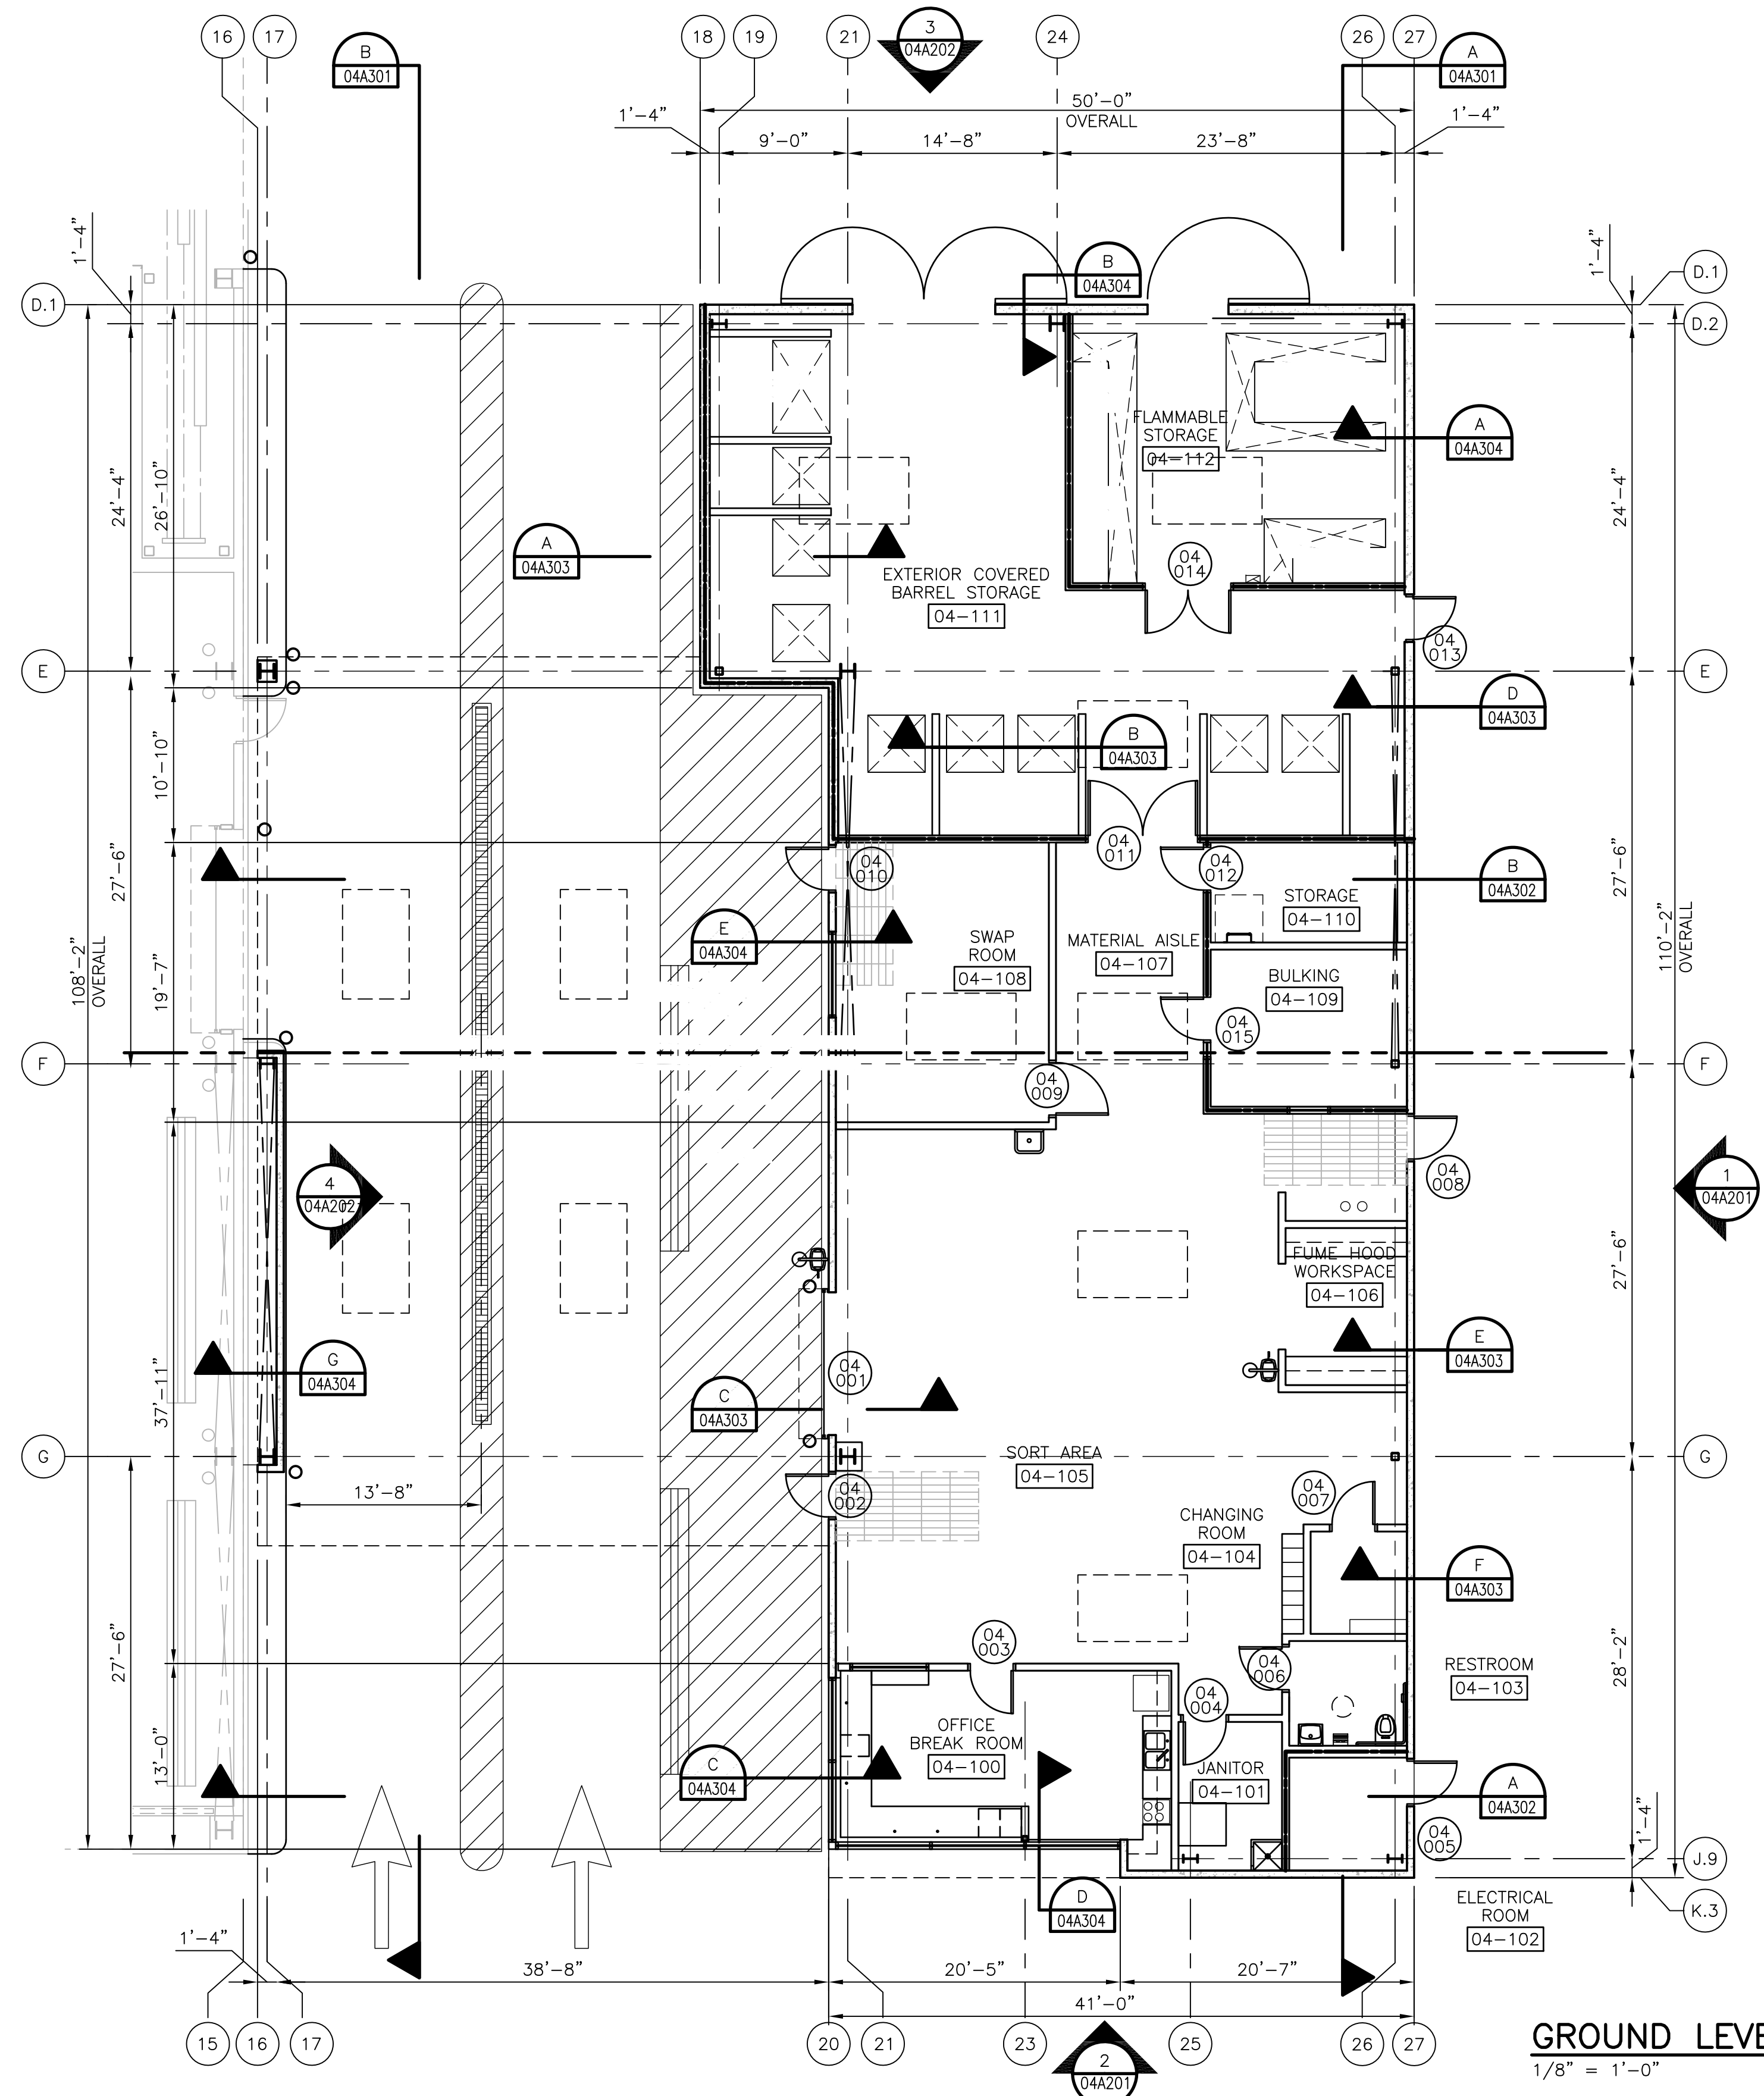 16
17
18
19
21
24
26
27
B
04A301
3
04A202
A
04A301
50'-0"
OVERALL
1'-4"
1'-4"
9'-0"
14'-8"
23'-8"
1'-4"
1'-4"
D.1
D.1
D.2
B
04A304
FLAMMABLE
STORAGE
04-112
A
04A304
24'-4"
26'-10"
24'-4"
A
04A303
04
014
EXTERIOR COVERED
BARREL STORAGE
04-111
04
013
E
E
D
04A303
B
04A303
10'-10"
27'-6"
27'-6"
04
010
04
011
04
012
B
04A302
STORAGE
04-110
E
04A304
SWAP
ROOM
04-108
MATERIAL AISLE
04-107
108'-2"
OVERALL
19'-7"
110'-2"
OVERALL
BULKING
04-109
04
015
F
F
04
009
04
008
4
04A202
1
04A201
FUME HOOD
WORKSPACE
04-106
27'-6"
E
04A303
G
04A304
04
001
37'-11"
C
04A303
G
G
SORT AREA
04-105
13'-8"
04
002
04
007
CHANGING
ROOM
04-104
F
04A303
27'-6"
04
003
04
006
RESTROOM
04-103
28'-2"
04
004
OFFICE
BREAK ROOM
04-100
13'-0"
C
04A304
JANITOR
04-101
A
04A302
04
005
1'-4"
J.9
K.3
D
04A304
ELECTRICAL
ROOM
04-102
1'-4"
38'-8"
20'-5"
20'-7"
41'-0"
15
16
17
20
21
23
25
26
27
2
04A201
GROUND LEVE
1/8" = 1'-0"